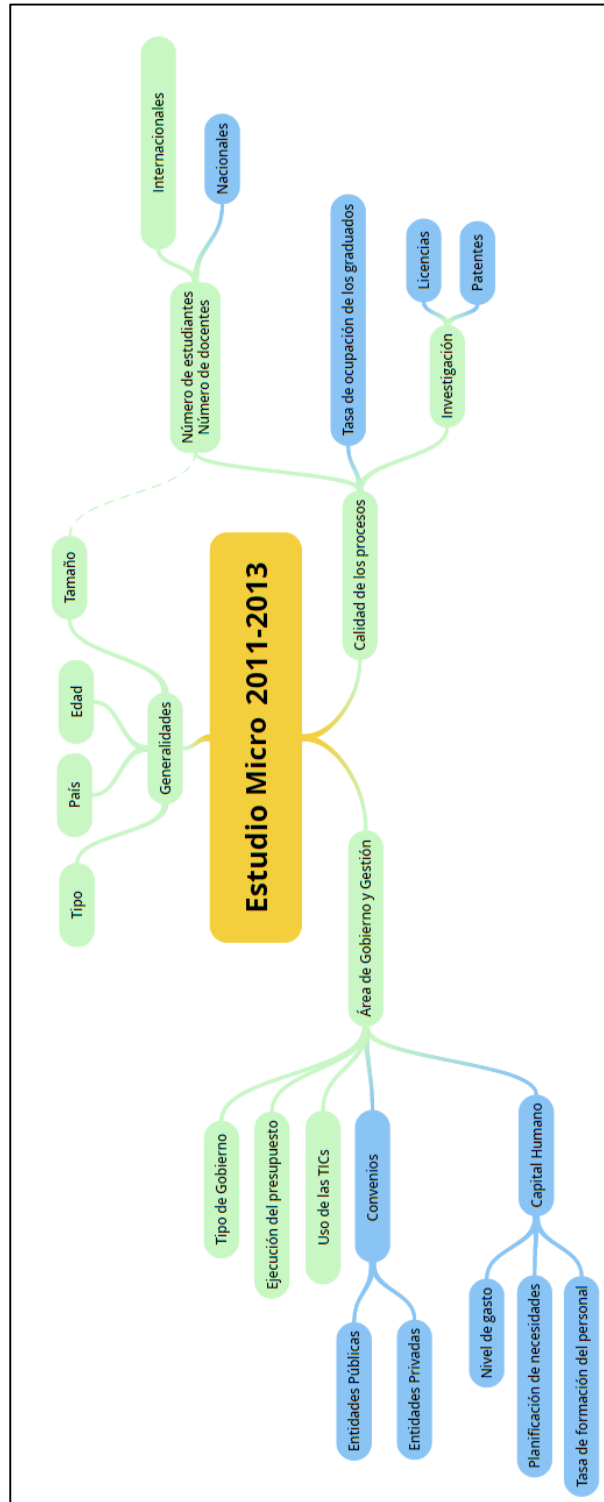 Estudio Micro 2011-2013
Generalidades
Tipo
País
Edad
Tamaño
Área de Gobierno y Gestión
Tipo de Gobierno
Ejecución del presupuesto
Uso de las TICs
Convenios
Entidades Públicas
Entidades Privadas
Capital Humano
Nivel de gasto
Planificación de necesidades
Tasa de formación del personal
Calidad de los procesos
Número de estudiantes
Número de docentes
Internacionales
Nacionales
Tasa de ocupación de los graduados
Investigación
Licencias
Patentes